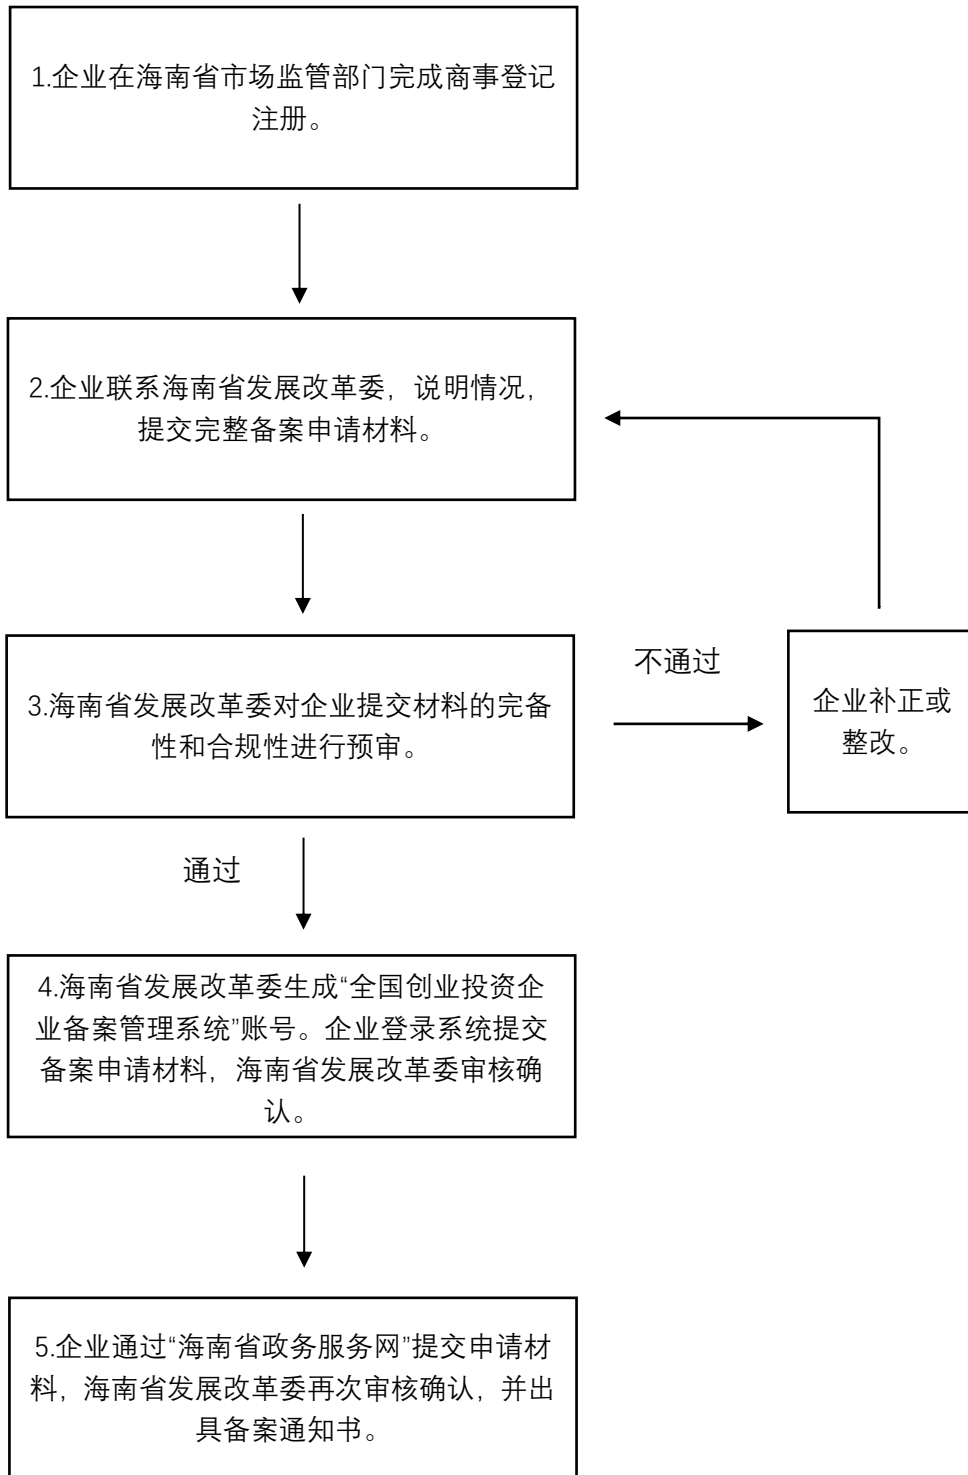 1.企业在海南省市场监管部门完成商事登记
注册。
2.企业联系海南省发展改革委，说明情况，
提交完整备案申请材料。
3.海南省发展改革委对企业提交材料的完备
性和合规性进行预审。
不通过
企业补正或
整改。
通过
4.海南省发展改革委生成“全国创业投资企
业备案管理系统”账号。企业登录系统提交
备案申请材料，海南省发展改革委审核确
认。
5.企业通过“海南省政务服务网”提交申请材
料，海南省发展改革委再次审核确认，并出
具备案通知书。